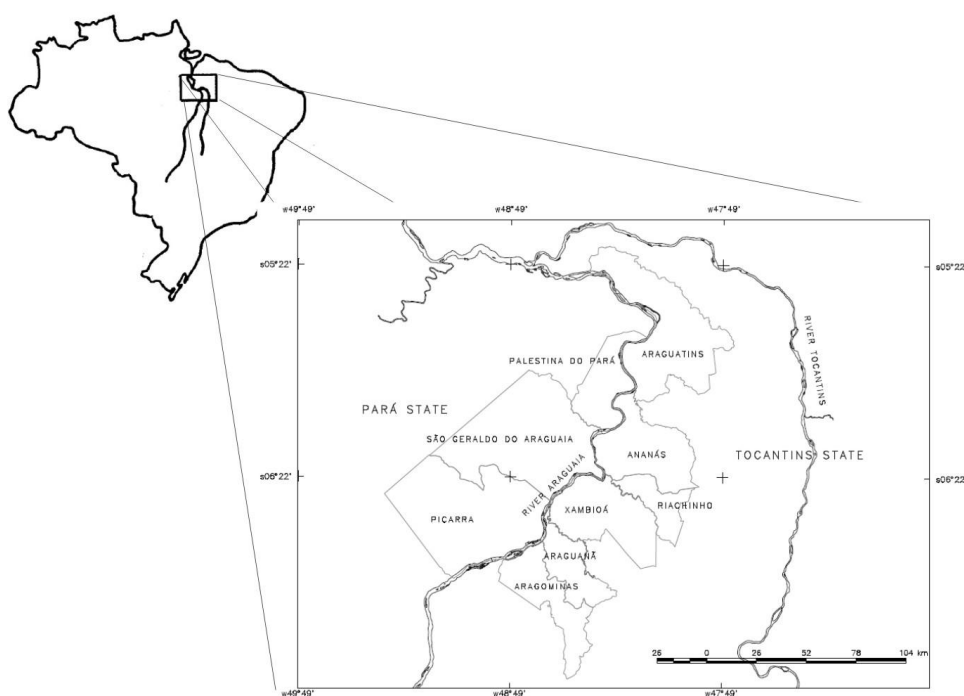 w49°49' w48°49' w47°49'
s05°22' s05°22'
RIVER TOCANTINS
PALESTINA DO PARÁ ARAGUATINS
PARÁ STATE
SÃO GERALDO DO ARAGUAIA
ANANÁS TOCANTINS STATE
s06°22' s06°22'
RIVER ARAGUAIA
RIACHINHO
XAMBIOÁ
PIÇARRA
ARAGUANÃ
ARAGOMINAS
26 0 26 52 78 104 km
w49°49' w48°49' w47°49'